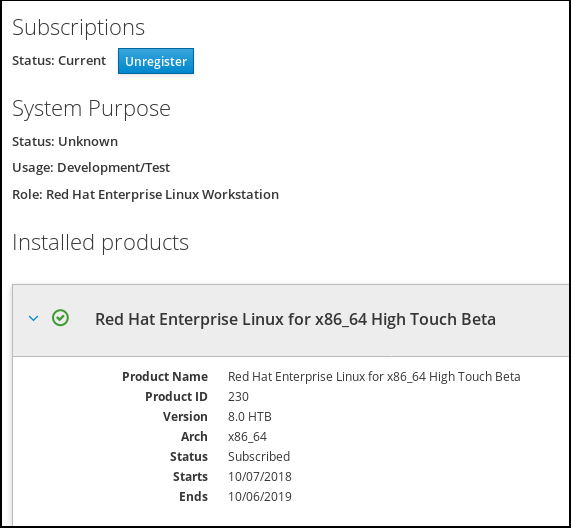 Subscriptions
Status: Current Unregister
System Purpose
Status: Unknown
Usage: Development/Test
Role: Red Hat Enterprise Linux Workstation
Installed products
Red Hat Enterprise Linux for x86_64 High Touch Beta
Product Name Red Hat Enterprise Linux for x86_64 High Touch Beta
Product ID 230
Version 8.0 HTB
Arch x86_64
Status Subscribed
Starts 10/07/2018
Ends 10/06/2019